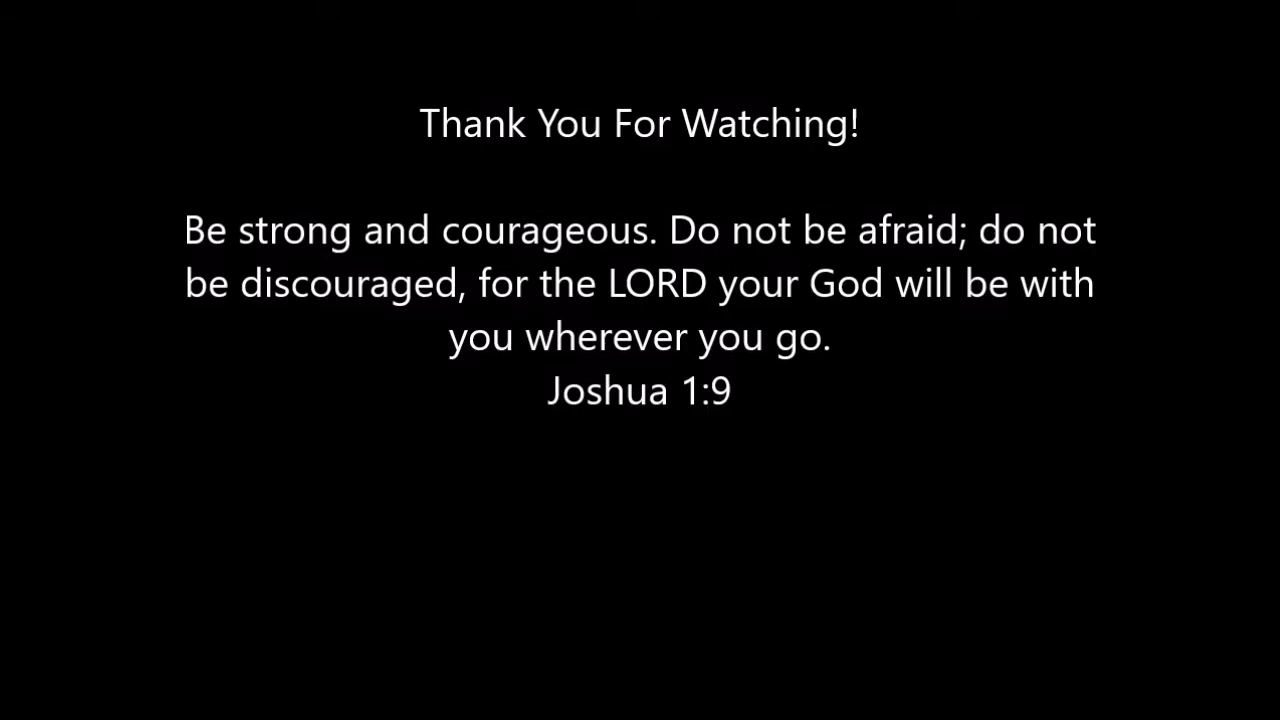 Thank You For Watching!
Be strong and courageous. Do not be afraid; do not
be discouraged, for the LORD your God will be with
you wherever you go.
Joshua 1:9